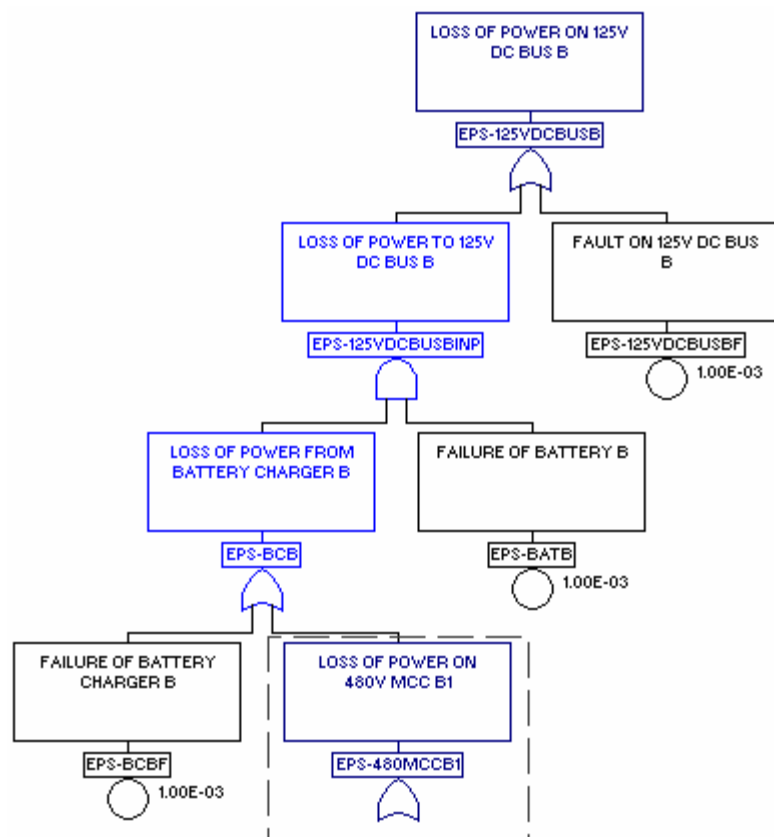 LOSS OF POWER ON 125V
DC BUS B
EPS-125VDCBUSB
LOSS OF POWER TO 125V
DC BUS B
FAULT ON 125V DC BUS
B
EPS-125VDCBUSBINP
EPS-125VDCBUSBF
1.00E-03
LOSS OF POWER FROM
BATTERY CHARGER B
FAILURE OF BATTERY B
EPS-BCB
EPS-BATB
1.00E-03
FAILURE OF BATTERY
CHARGER B
LOSS OF POWER ON
480V MCC B1
EPS-BCBF
EPS-480MCCB1
1.00E-03